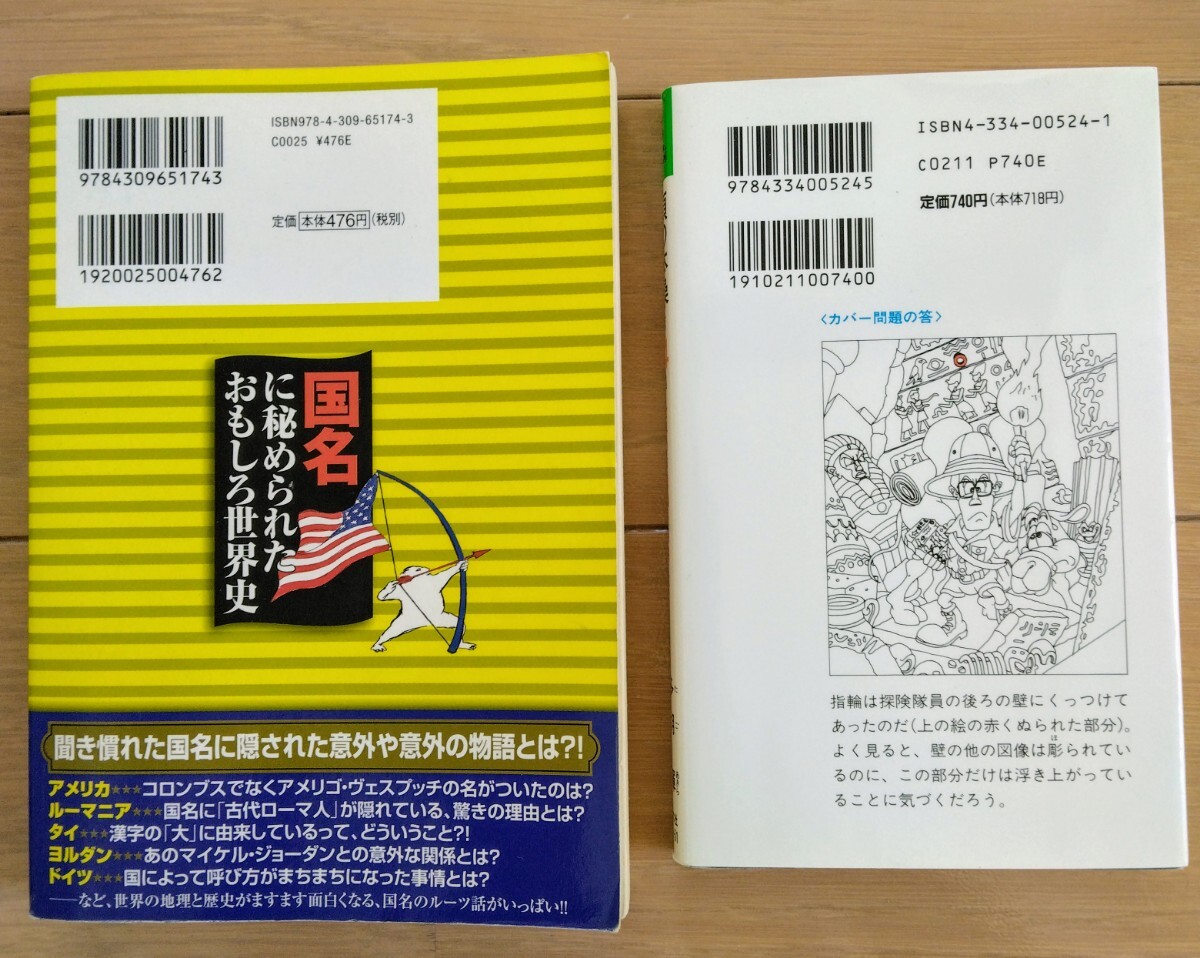 ISBN978-4-309-65174-3
C0025 ¥476E
9784309651743
定価 本体476円(税別)
1920025004762
国名
に秘められた
おもしろ世界史
聞き慣れた国名に隠された意外や意外の物語とは?!
アメリカ★★★コロンブスでなくアメリゴ・ヴェスプッチの名がついたのは?
ルーマニア★★★国名に「古代ローマ人」が隠れている、驚きの理由とは?
タイ★★★漢字の「大」に由来しているって、どういうこと?!
ヨルダン★★★あのマイケル・ジョーダンとの意外な関係とは?
ドイツ★★★国によって呼び方がまちまちになった事情とは?
──など、世界の地理と歴史がますます面白くなる、国名のルーツ話がいっぱい!!
ISBN4-334-00524-1
C0211 P740E
9784334005245
定価740円(本体718円)
1910211007400
〈カバー問題の答〉
指輪は探険隊員の後ろの壁にくっつけて
あったのだ(上の絵の赤くぬられた部分)。
よく見ると、壁の他の図像は彫られてい
るのに、この部分だけは浮き上がってい
ることに気づくだろう。